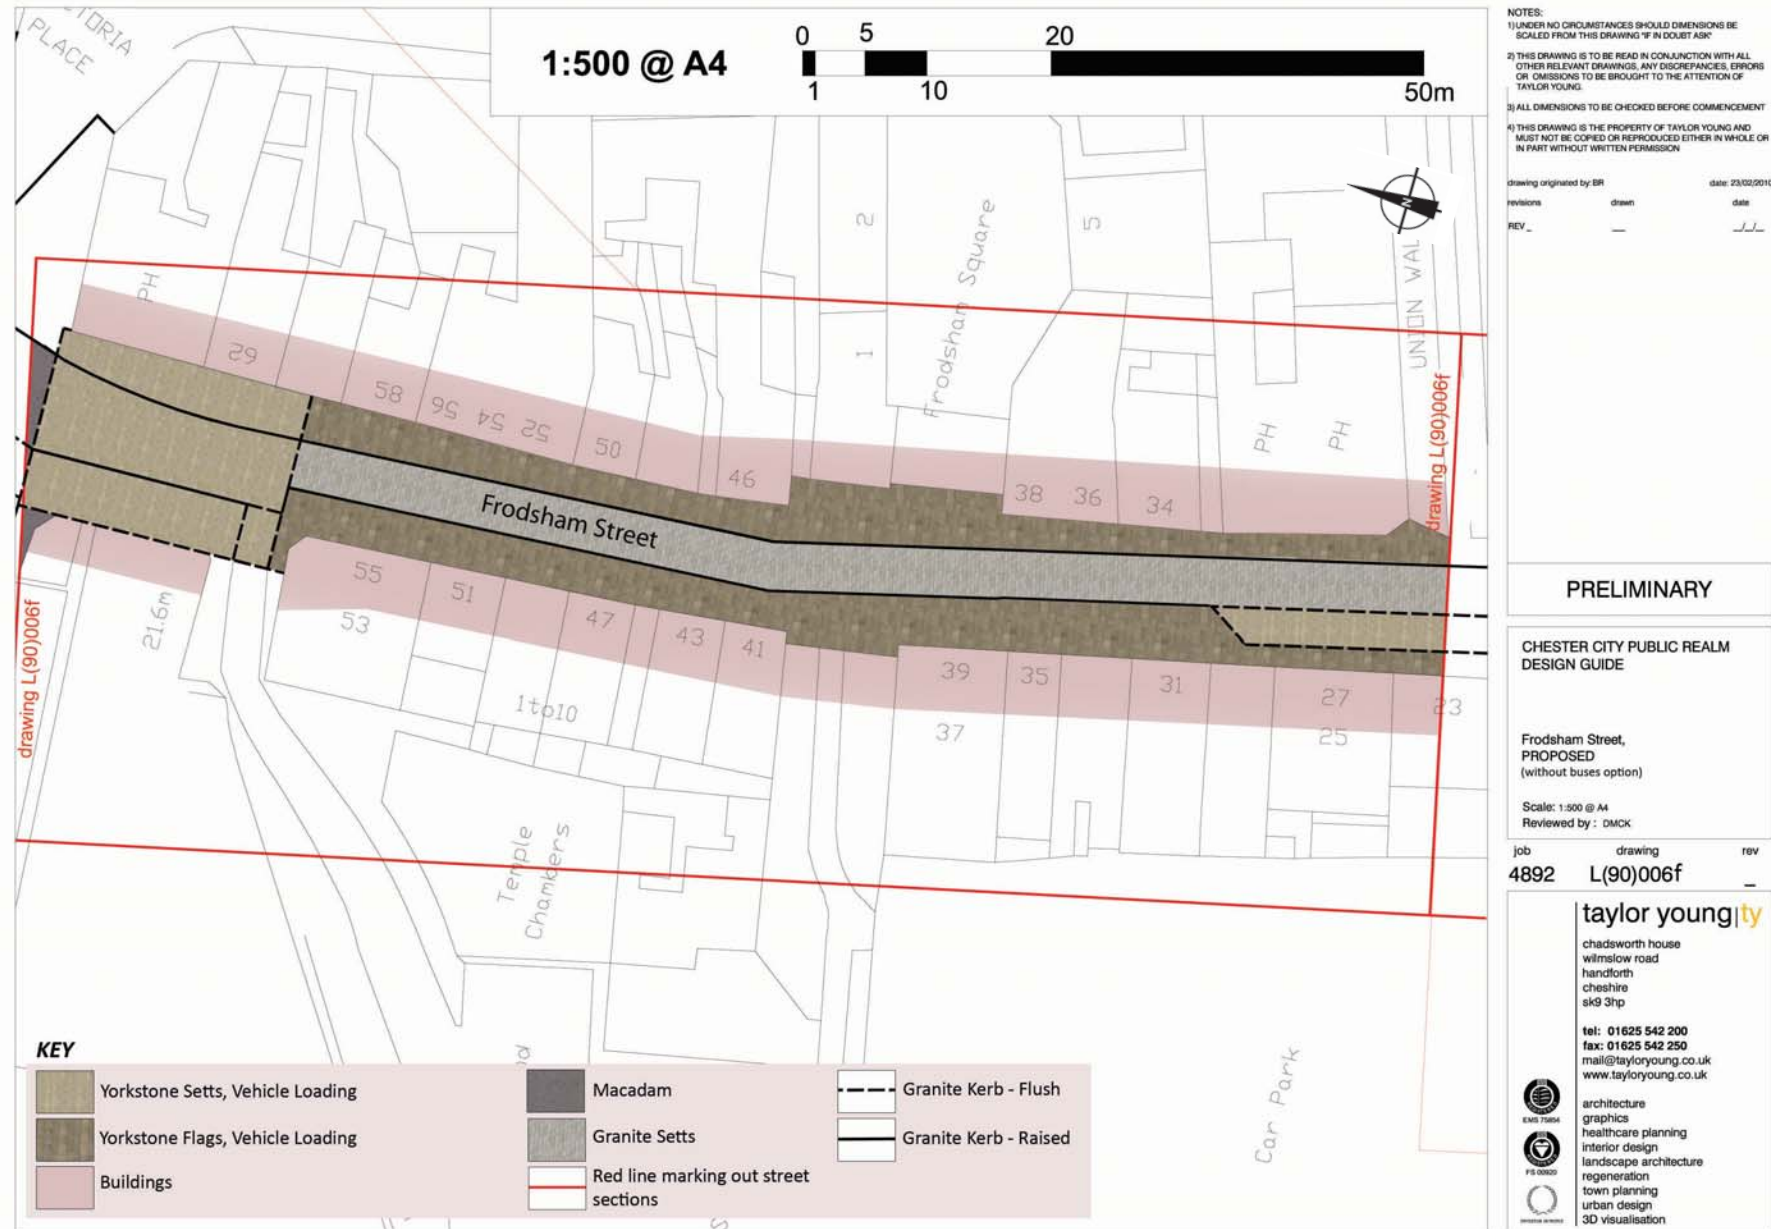 TORIA
PLACE
1:500 @ A4
0 5 20
1 10 50m
PH
62
58
56
54
52
50
46
2
1
Frodsham Square
5
38
36
34
PH
PH
UNION WAL
drawing L(90)006f
N
Frodsham Street
drawing L(90)006f
21.6m
55
53
51
47
43
41
1to10
39
37
35
31
27
25
23
Temple
Chambers
Car Park
KEY
Yorkstone Setts, Vehicle Loading
Yorkstone Flags, Vehicle Loading
Buildings
Macadam
Granite Setts
Red line marking out street
sections
Granite Kerb - Flush
Granite Kerb - Raised
NOTES:
1) UNDER NO CIRCUMSTANCES SHOULD DIMENSIONS BE
SCALED FROM THIS DRAWING "IF IN DOUBT ASK"
2) THIS DRAWING IS TO BE READ IN CONJUNCTION WITH ALL
OTHER RELEVANT DRAWINGS, ANY DISCREPANCIES, ERRORS
OR OMISSIONS TO BE BROUGHT TO THE ATTENTION OF
TAYLOR YOUNG.
3) ALL DIMENSIONS TO BE CHECKED BEFORE COMMENCEMENT
4) THIS DRAWING IS THE PROPERTY OF TAYLOR YOUNG AND
MUST NOT BE COPIED OR REPRODUCED EITHER IN WHOLE OR
IN PART WITHOUT WRITTEN PERMISSION
drawing originated by: BR date: 23/02/2010
revisions drawn date
REV _ __ _/_/_
PRELIMINARY
CHESTER CITY PUBLIC REALM
DESIGN GUIDE
Frodsham Street,
PROPOSED
(without buses option)
Scale: 1:500 @ A4
Reviewed by : DMCK
job drawing rev
4892 L(90)006f _
taylor young|ty
chadsworth house
wilmslow road
handforth
cheshire
sk9 3hp
tel: 01625 542 200
fax: 01625 542 250
mail@tayloryoung.co.uk
www.tayloryoung.co.uk
architecture
graphics
healthcare planning
interior design
landscape architecture
regeneration
town planning
urban design
3D visualisation
EMS 75854
FS 00920